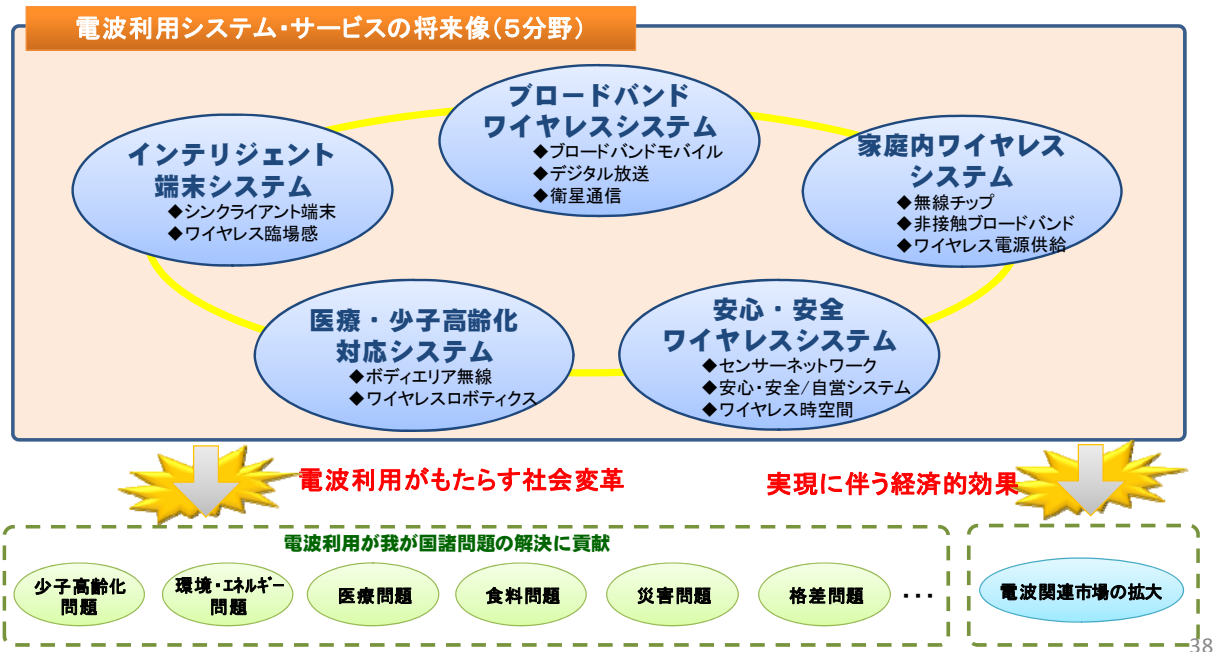 電波利用システム・サービスの将来像(5分野)
ブロードバンド
ワイヤレスシステム
◆ブロードバンドモバイル
◆デジタル放送
◆衛星通信
インテリジェント
端末システム
◆シンクライアント端末
◆ワイヤレス臨場感
家庭内ワイヤレス
システム
◆無線チップ
◆非接触ブロードバンド
◆ワイヤレス電源供給
医療・少子高齢化
対応システム
◆ボディエリア無線
◆ワイヤレスロボティクス
安心・安全
ワイヤレスシステム
◆センサーネットワーク
◆安心・安全/自営システム
◆ワイヤレス時空間
電波利用がもたらす社会変革
実現に伴う経済的効果
電波利用が我が国諸問題の解決に貢献
少子高齢化
問題
環境・エネルギー
問題
医療問題
食料問題
災害問題
格差問題
・・・
電波関連市場の拡大
38